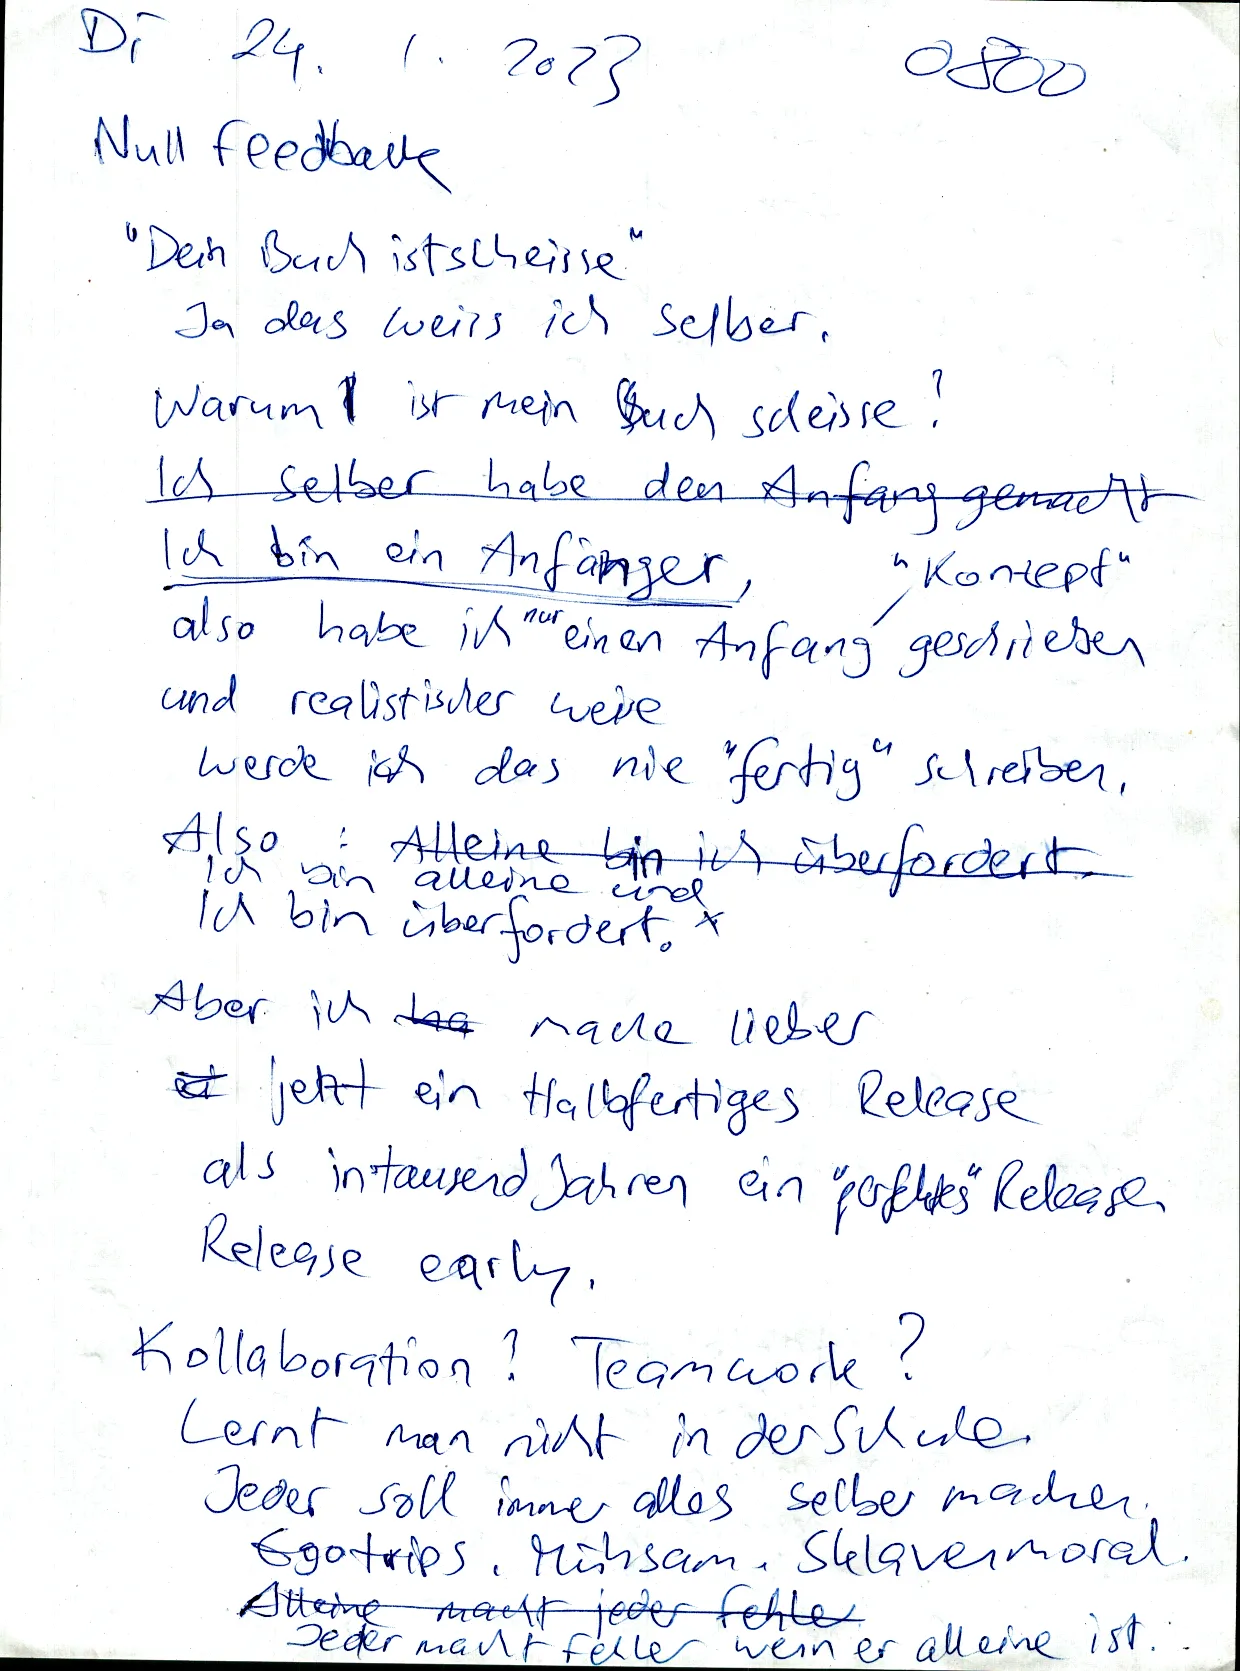 Di 24. 1. 2023 0800
Null Feedback
"Dein Buch ist scheisse"
Ja das weiss ich selber.
Warum ist mein Buch scheisse?
Ich selber habe den Anfang gemacht
Ich bin ein Anfänger, "Konzept"
also habe ich nur einen Anfang geschrieben
und realistischer weise
werde ich das nie "fertig" schreiben.
Also: Alleine bin ich überfordert.
Ich bin alleine und
Ich bin überfordert. *
Aber ich ha mache lieber
jetzt ein Halbfertiges Release
als in tausend Jahren ein "perfektes" Release.
Release early.
Kollaboration? Teamwork?
Lernt man nicht in der Schule.
Jeder soll immer alles selber machen.
Egotrips. Mühsam. Sklavenmoral.
Alleine macht jeder Fehler
Jeder macht Fehler wenn er alleine ist.